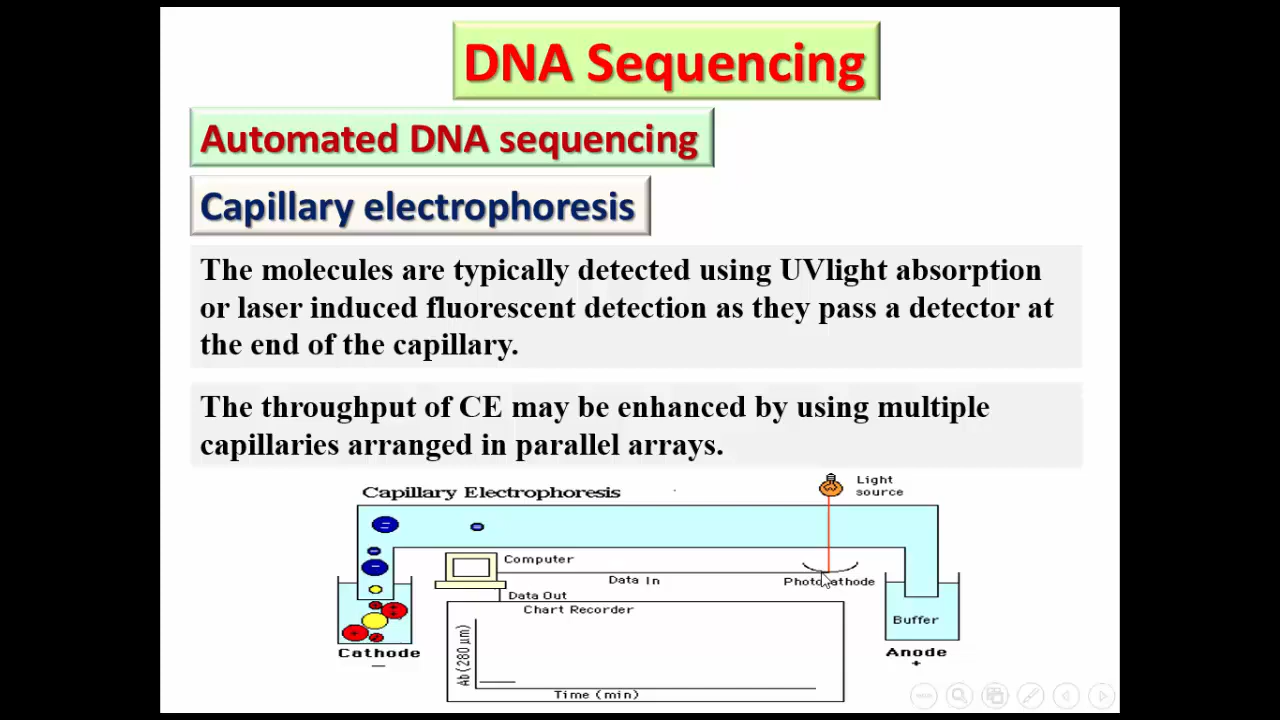 DNA Sequencing
Automated DNA sequencing
Capillary electrophoresis
The molecules are typically detected using UVlight absorption
or laser induced fluorescent detection as they pass a detector at
the end of the capillary.
The throughput of CE may be enhanced by using multiple
capillaries arranged in parallel arrays.
Capillary Electrophoresis
Light
source
Computer
Data In
Photocathode
Data Out
Chart Recorder
Buffer
Cathode
−
Anode
+
Ab (280 µm)
Time (min)